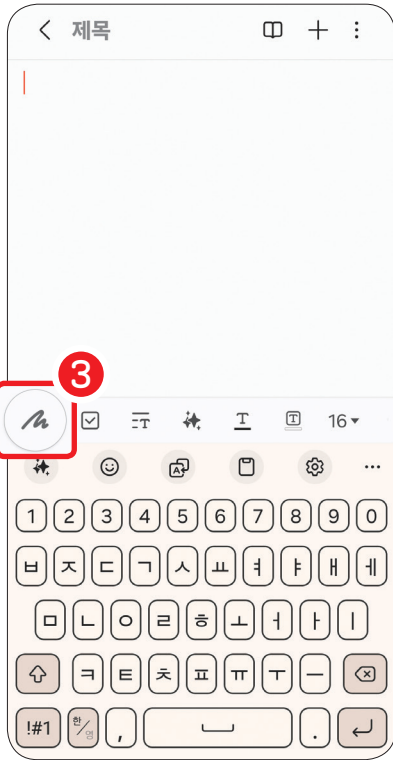 제목
3
T T T 16
A
1 2 3 4 5 6 7 8 9 0
ㅂ ㅈ ㄷ ㄱ ㅅ ㅛ ㅕ ㅑ ㅐ ㅔ
ㅁ ㄴ ㅇ ㄹ ㅎ ㅗ ㅓ ㅏ ㅣ
ㅋ ㅌ ㅊ ㅍ ㅠ ㅜ ㅡ
!#1 한/영 , .